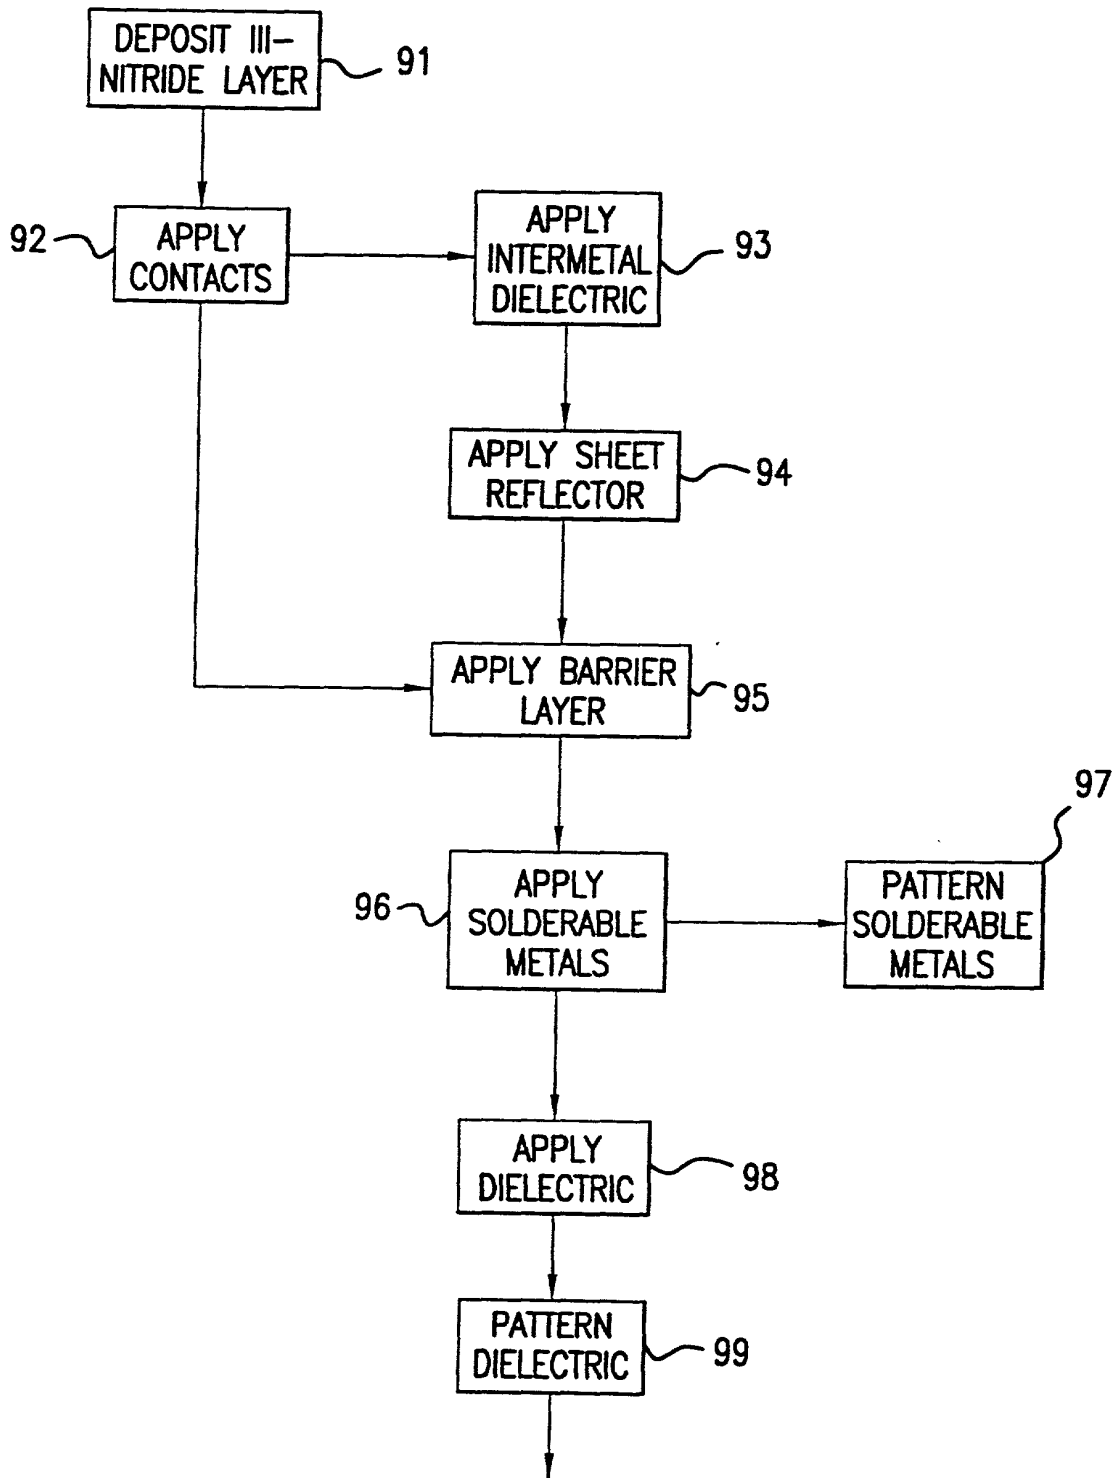 DEPOSIT III-
NITRIDE LAYER
91
92
APPLY
CONTACTS
APPLY
INTERMETAL
DIELECTRIC
93
APPLY SHEET
REFLECTOR
94
APPLY BARRIER
LAYER
95
96
APPLY
SOLDERABLE
METALS
97
PATTERN
SOLDERABLE
METALS
APPLY
DIELECTRIC
98
PATTERN
DIELECTRIC
99